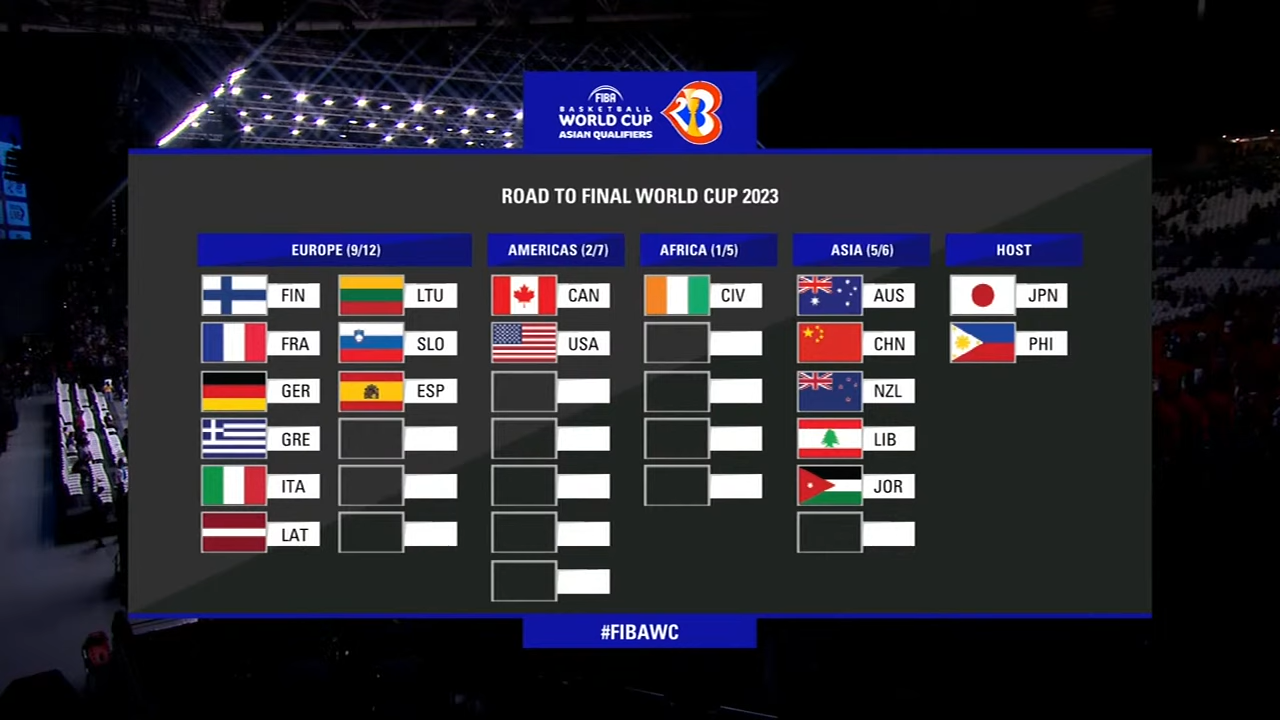 FIBA
BASKETBALL
WORLD CUP
ASIAN QUALIFIERS
ROAD TO FINAL WORLD CUP 2023
EUROPE (9/12)
FIN
LTU
FRA
SLO
GER
ESP
GRE
ITA
LAT
AMERICAS (2/7)
CAN
USA
AFRICA (1/5)
CIV
ASIA (5/6)
AUS
CHN
NZL
LIB
JOR
HOST
JPN
PHI
#FIBAWC